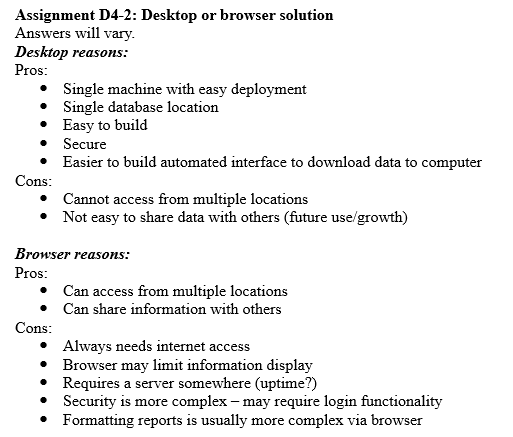 Assignment D4-2: Desktop or browser solution
Answers will vary.
Desktop reasons:
Pros:
• Single machine with easy deployment
• Single database location
• Easy to build
• Secure
• Easier to build automated interface to download data to computer
Cons:
• Cannot access from multiple locations
• Not easy to share data with others (future use/growth)
Browser reasons:
Pros:
• Can access from multiple locations
• Can share information with others
Cons:
• Always needs internet access
• Browser may limit information display
• Requires a server somewhere (uptime?)
• Security is more complex – may require login functionality
• Formatting reports is usually more complex via browser